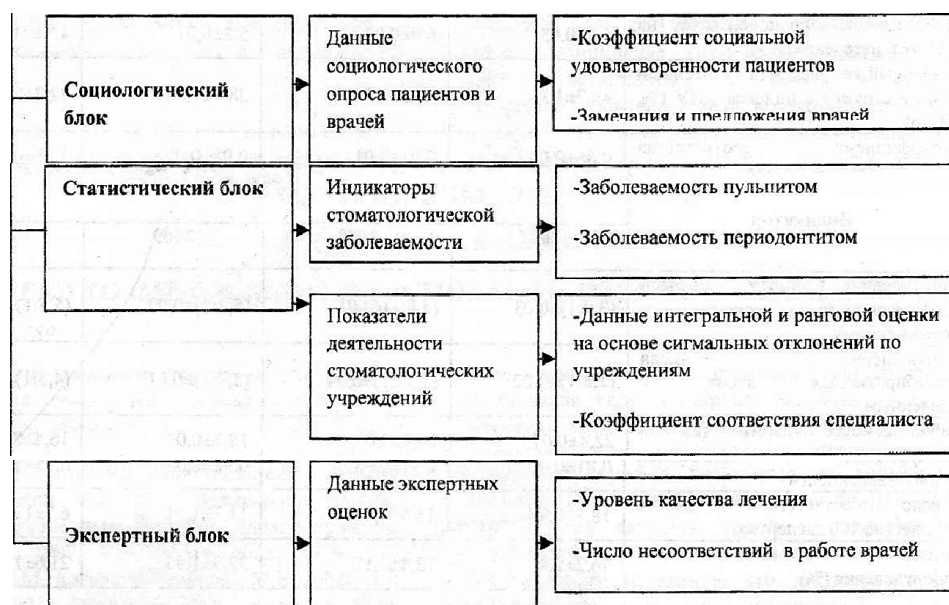 Социологический
блок
Данные
социологического
опроса пациентов и
врачей
-Коэффициент социальной
удовлетворенности пациентов
-Замечания и предложения врачей
Статистический блок
Индикаторы
стоматологической
заболеваемости
-Заболеваемость пульпитом
-Заболеваемость периодонтитом
Показатели
деятельности
стоматологических
учреждений
-Данные интегральной и ранговой оценки
на основе сигмальных отклонений по
учреждениям
-Коэффициент соответствия специалиста
Экспертный блок
Данные экспертных
оценок
-Уровень качества лечения
-Число несоответствий в работе врачей